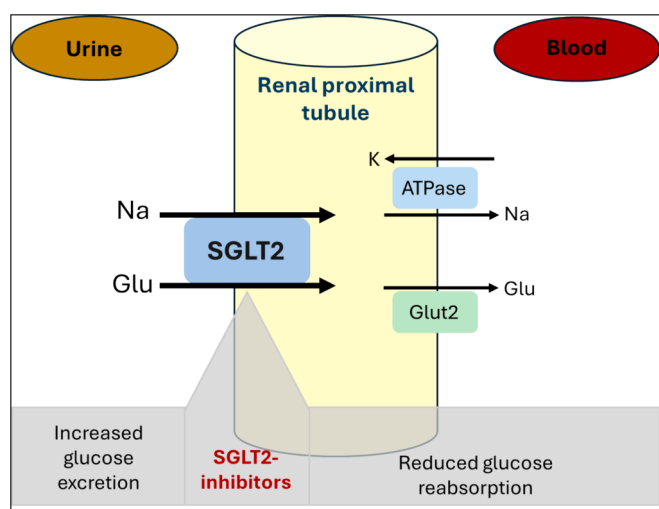 Urine
Blood
Renal proximal
tubule
K
ATPase
Na
Na
SGLT2
Glu
Glu
Glut2
Increased
glucose
excretion
SGLT2-
inhibitors
Reduced glucose
reabsorption